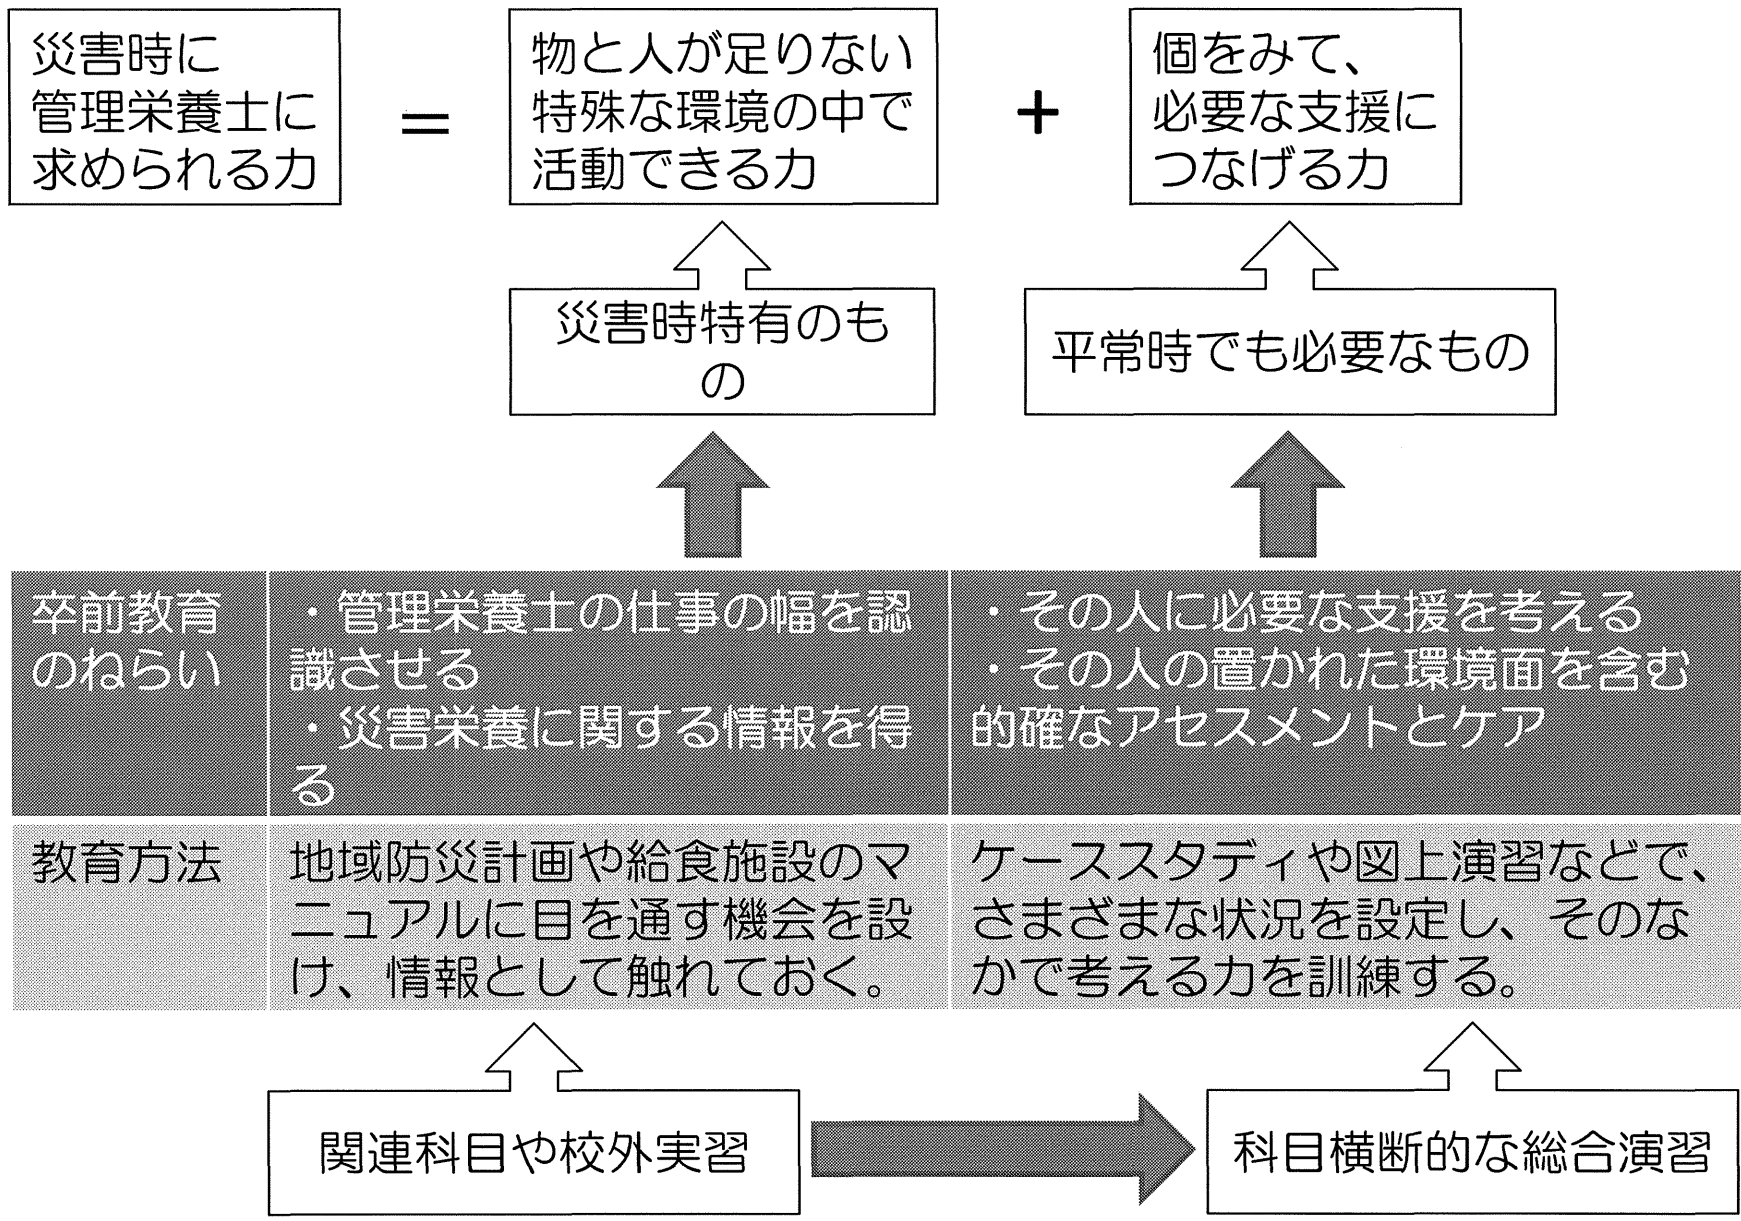 災害時に
管理栄養士に
求められる力
=
物と人が足りない
特殊な環境の中で
活動できる力
+
個をみて、
必要な支援に
つなげる力
災害時特有のも
の
平常時でも必要なもの
卒前教育
のねらい
・管理栄養士の仕事の幅を認
識させる
・災害栄養に関する情報を得
る
・その人に必要な支援を考える
・その人の置かれた環境面を含む
的確なアセスメントとケア
教育方法
地域防災計画や給食施設のマ
ニュアルに目を通す機会を設
け、情報として触れておく。
ケーススタディや図上演習などで、
さまざまな状況を設定し、そのな
かで考える力を訓練する。
関連科目や校外実習
科目横断的な総合演習